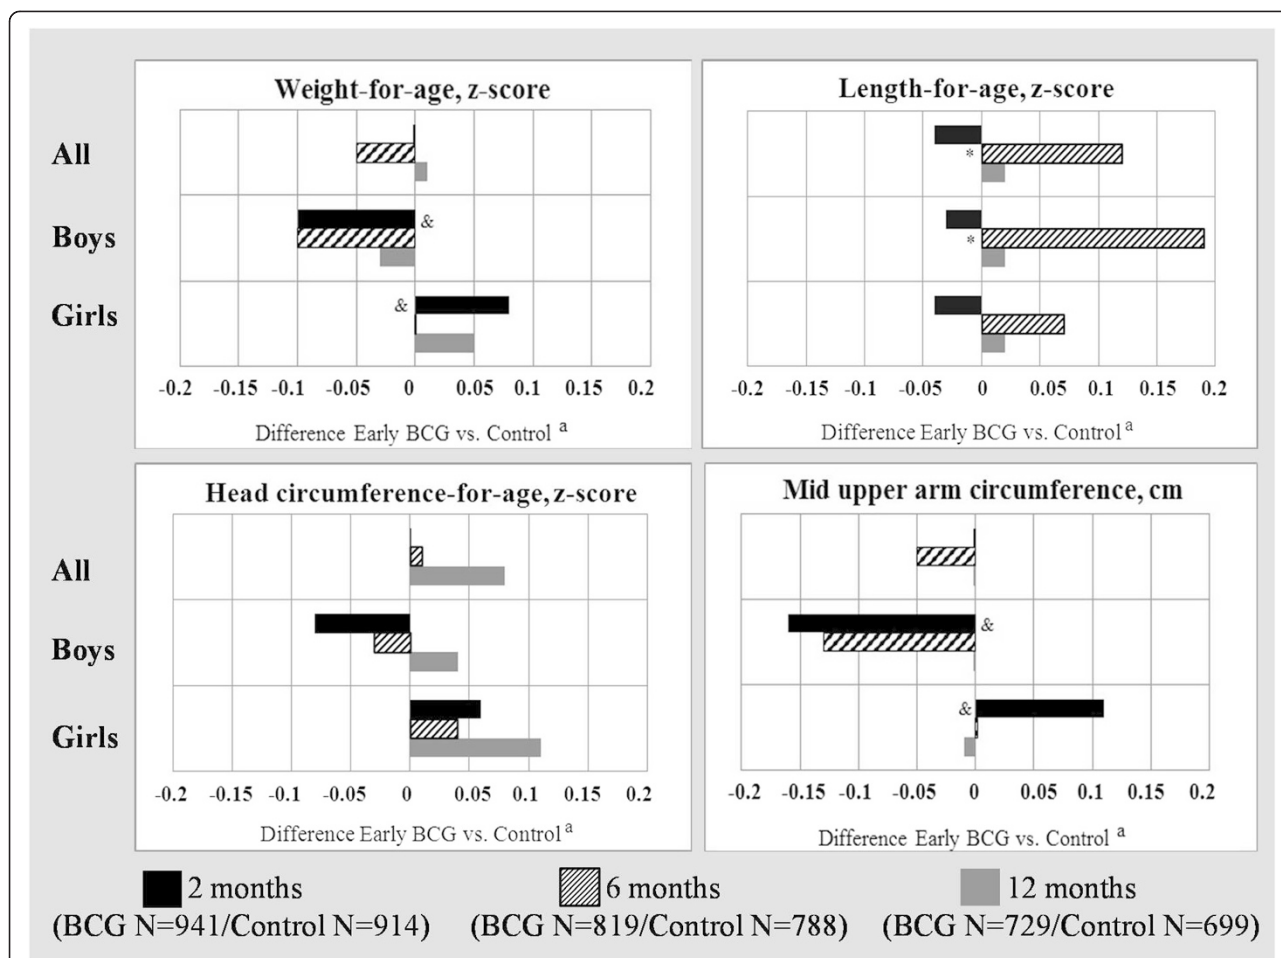 Weight-for-age, z-score
All
Boys
&
Girls
&
-0.2 -0.15 -0.1 -0.05 0 0.05 0.1 0.15 0.2
Difference Early BCG vs. Control a
Length-for-age, z-score
*
*
-0.2 -0.15 -0.1 -0.05 0 0.05 0.1 0.15 0.2
Difference Early BCG vs. Control a
Head circumference-for-age, z-score
All
Boys
Girls
-0.2 -0.15 -0.1 -0.05 0 0.05 0.1 0.15 0.2
Difference Early BCG vs. Control a
Mid upper arm circumference, cm
&
&
-0.2 -0.15 -0.1 -0.05 0 0.05 0.1 0.15 0.2
Difference Early BCG vs. Control a
2 months
(BCG N=941/Control N=914)
6 months
(BCG N=819/Control N=788)
12 months
(BCG N=729/Control N=699)